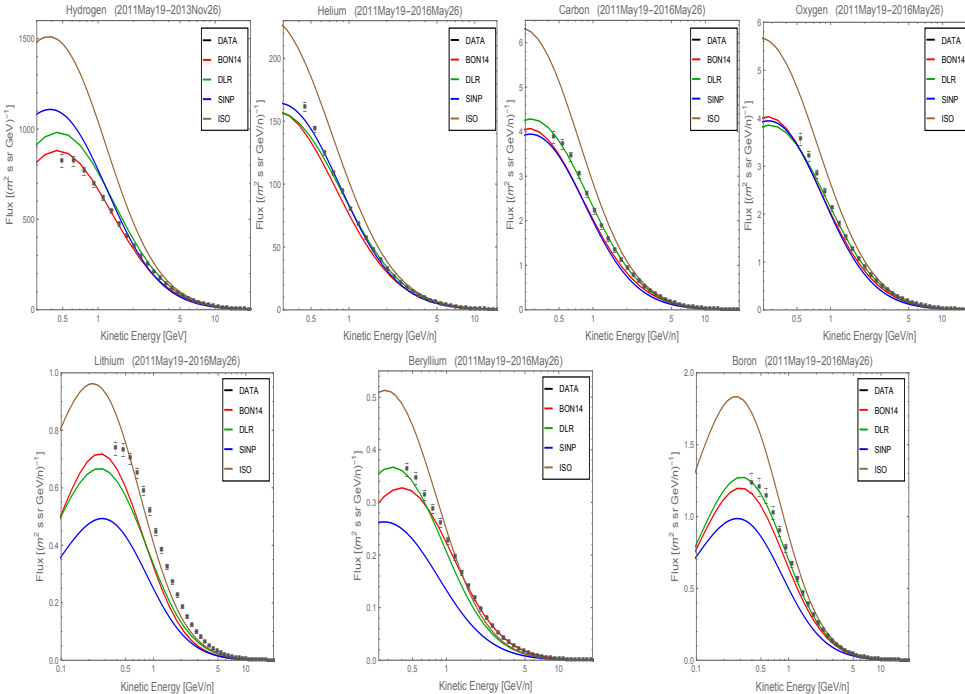 Hydrogen (2011May19−2013Nov26)
Flux [(m² s sr GeV)⁻¹]
1500
1000
500
0
0.5 1 5 10
Kinetic Energy [GeV]
DATA
BON14
DLR
SINP
ISO
Helium (2011May19−2016May26)
Flux [(m² s sr GeV/n)⁻¹]
200
150
100
50
0
0.5 1 5 10
Kinetic Energy [GeV/n]
DATA
BON14
DLR
SINP
ISO
Carbon (2011May19−2016May26)
Flux [(m² s sr GeV/n)⁻¹]
6
5
4
3
2
1
0
0.5 1 5 10
Kinetic Energy [GeV/n]
DATA
BON14
DLR
SINP
ISO
Oxygen (2011May19−2016May26)
Flux [(m² s sr GeV/n)⁻¹]
6
5
4
3
2
1
0
0.5 1 5 10
Kinetic Energy [GeV/n]
DATA
BON14
DLR
SINP
ISO
Lithium (2011May19−2016May26)
Flux [(m² s sr GeV/n)⁻¹]
1.0
0.8
0.6
0.4
0.2
0.0
0.1 0.5 1 5 10
Kinetic Energy [GeV/n]
DATA
BON14
DLR
SINP
ISO
Beryllium (2011May19−2016May26)
Flux [(m² s sr GeV/n)⁻¹]
0.5
0.4
0.3
0.2
0.1
0.0
0.5 1 5 10
Kinetic Energy [GeV/n]
DATA
BON14
DLR
SINP
ISO
Boron (2011May19−2016May26)
Flux [(m² s sr GeV/n)⁻¹]
2.0
1.5
1.0
0.5
0.0
0.1 0.5 1 5 10
Kinetic Energy [GeV/n]
DATA
BON14
DLR
SINP
ISO